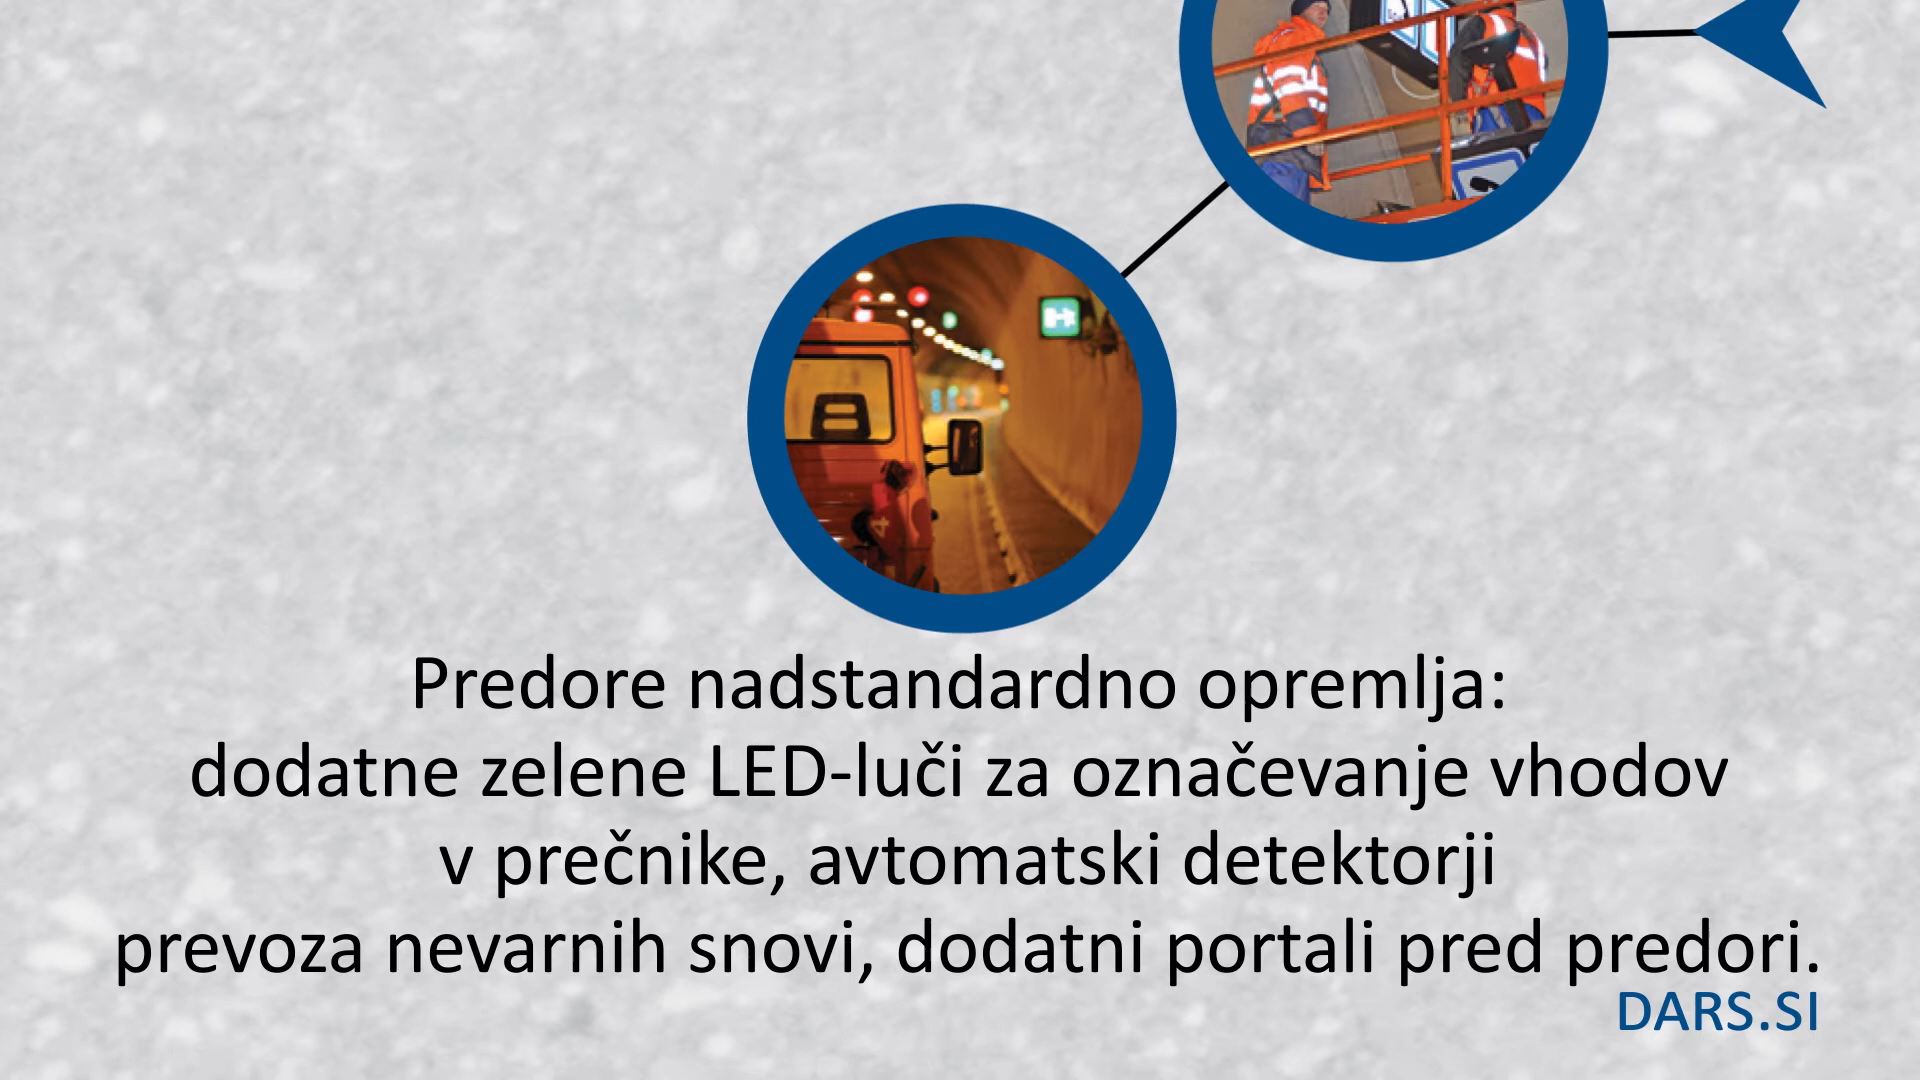 Predore nadstandardno opremlja:
dodatne zelene LED-luči za označevanje vhodov
v prečnike, avtomatski detektorji
prevoza nevarnih snovi, dodatni portali pred predori.
DARS.SI